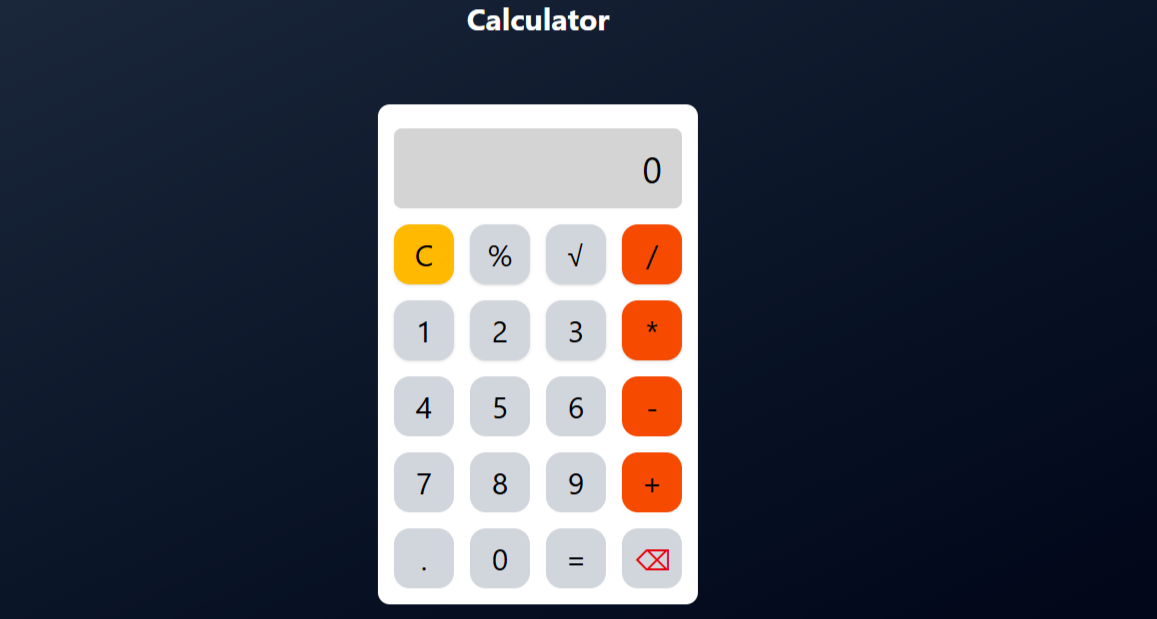 Calculator
0
C % √ /
1 2 3 *
4 5 6 -
7 8 9 +
. 0 = ⌫